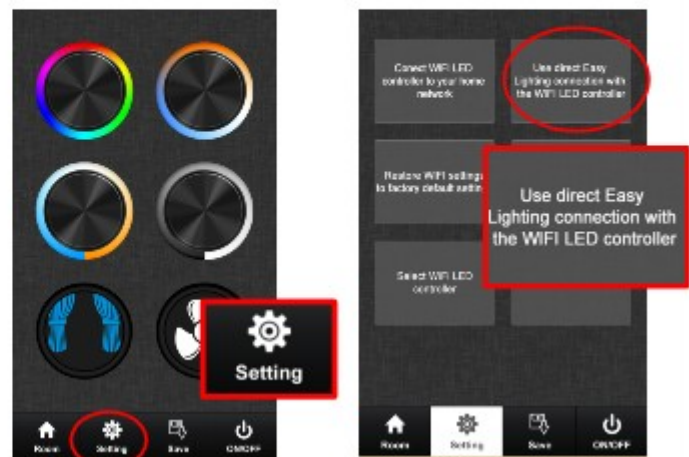 Setting
Room
Setting
Save
ON/OFF
Conect WIFI LED
controller to your home
network
Use direct Easy
Lighting connection with
the WIFI LED controller
Restore WIFI settings
to factory default setting
Use direct Easy
Lighting connection with
the WIFI LED controller
Select WIFI LED
controller
Room
Setting
Save
ON/OFF